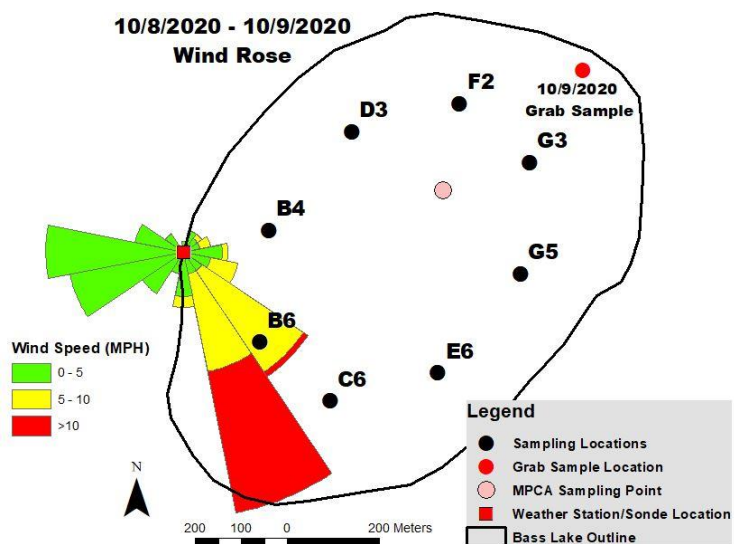 10/8/2020 - 10/9/2020
Wind Rose
F2
10/9/2020
Grab Sample
D3
G3
B4
G5
B6
E6
C6
Wind Speed (MPH)
0 - 5
5 - 10
>10
N
200 100 0 200 Meters
Legend
Sampling Locations
Grab Sample Location
MPCA Sampling Point
Weather Station/Sonde Location
Bass Lake Outline